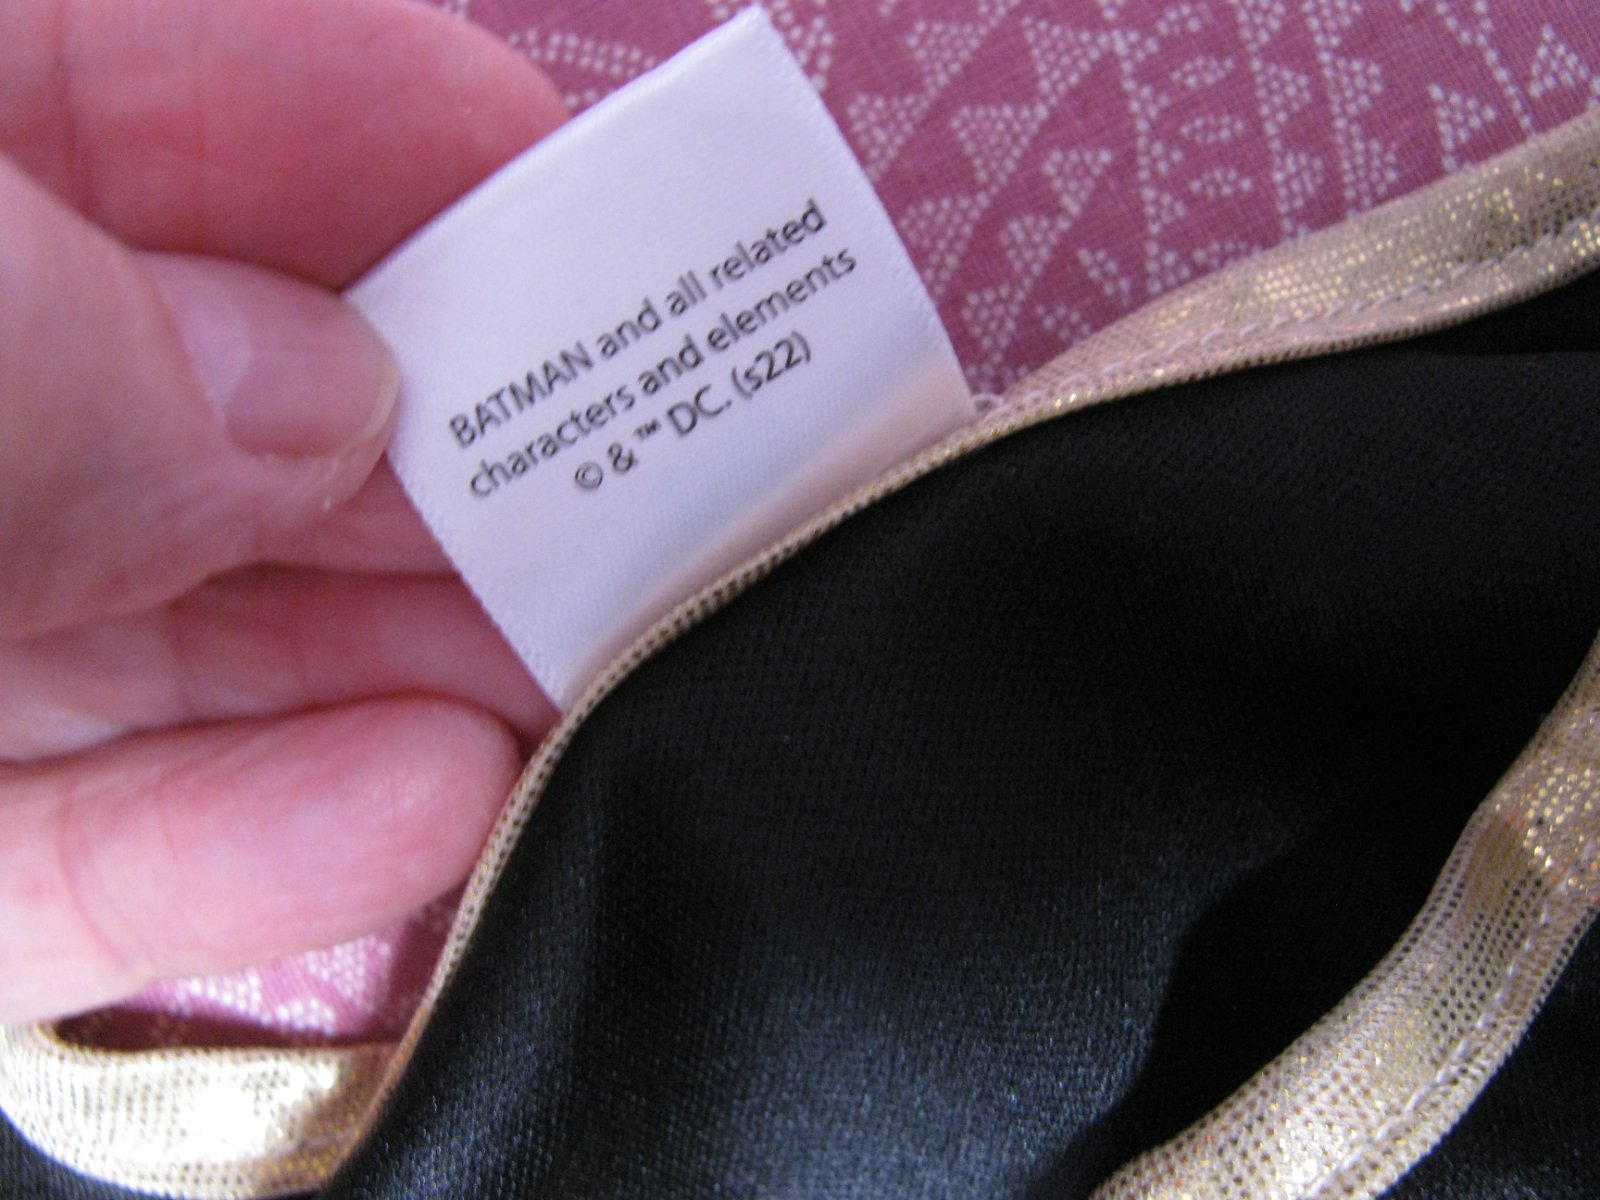 BATMAN and all related
characters and elements
© & ™ DC. (s22)